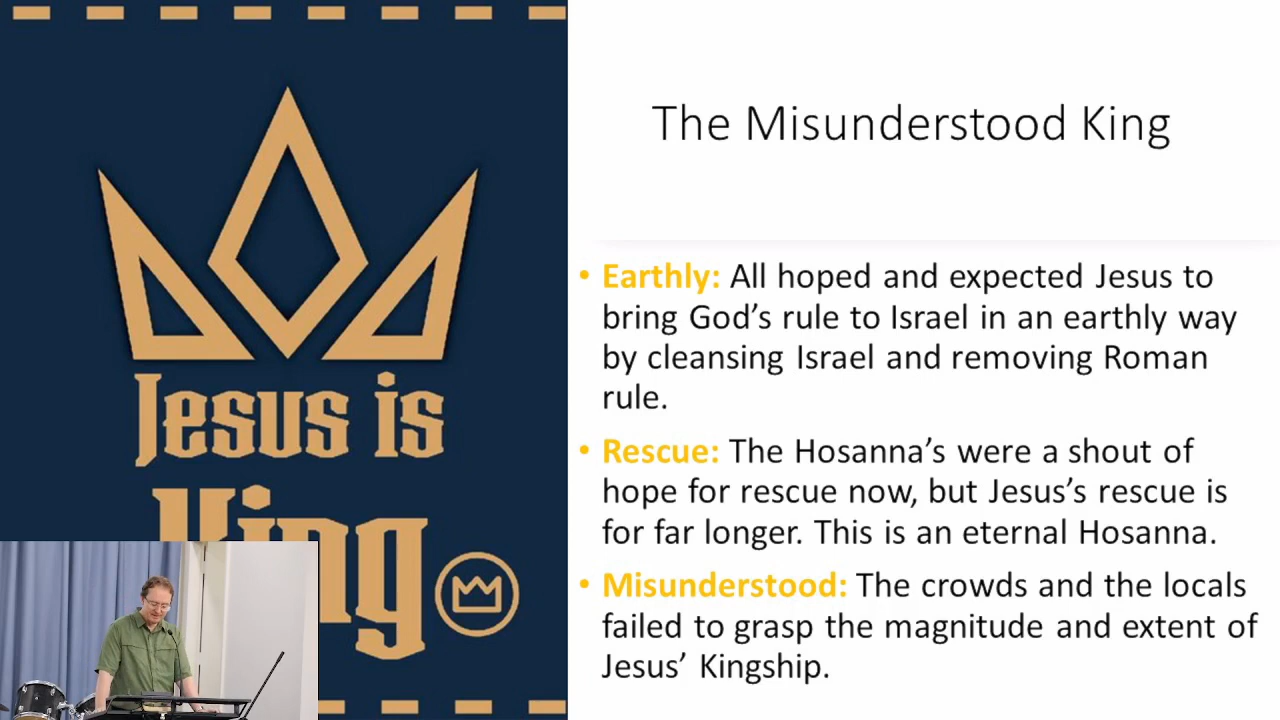 Jesus is
King
The Misunderstood King
• Earthly: All hoped and expected Jesus to
bring God’s rule to Israel in an earthly way
by cleansing Israel and removing Roman
rule.
• Rescue: The Hosanna’s were a shout of
hope for rescue now, but Jesus’s rescue is
for far longer. This is an eternal Hosanna.
• Misunderstood: The crowds and the locals
failed to grasp the magnitude and extent of
Jesus’ Kingship.